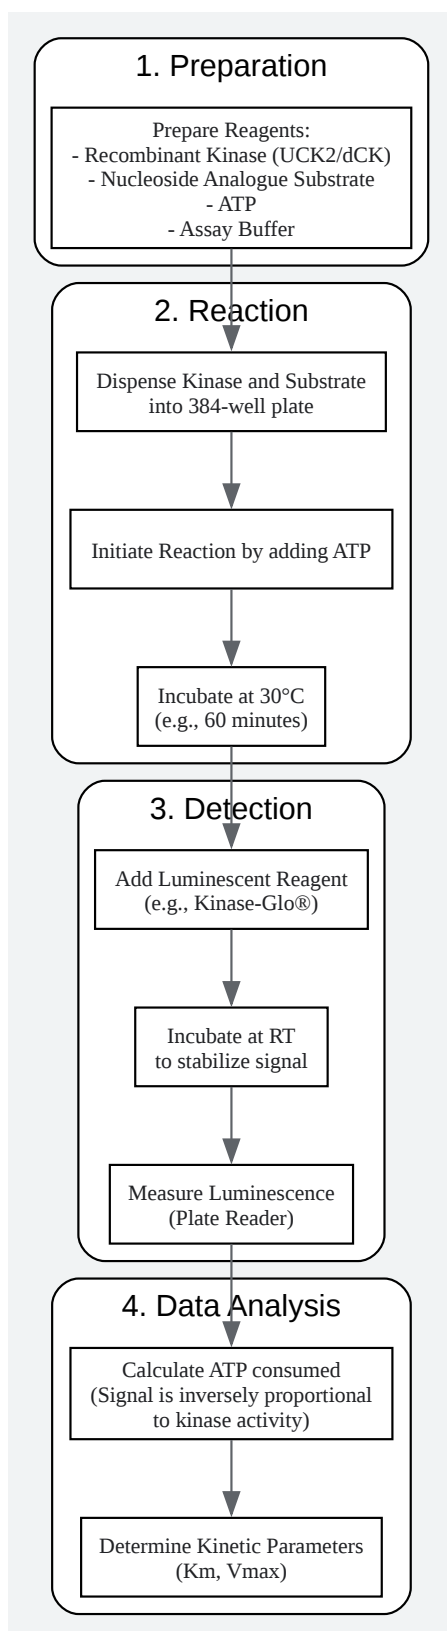 1. Preparation
Prepare Reagents:
- Recombinant Kinase (UCK2/dCK)
- Nucleoside Analogue Substrate
- ATP
- Assay Buffer
2. Reaction
Dispense Kinase and Substrate
into 384-well plate
Initiate Reaction by adding ATP
Incubate at 30°C
(e.g., 60 minutes)
3. Detection
Add Luminescent Reagent
(e.g., Kinase-Glo®)
Incubate at RT
to stabilize signal
Measure Luminescence
(Plate Reader)
4. Data Analysis
Calculate ATP consumed
(Signal is inversely proportional
to kinase activity)
Determine Kinetic Parameters
(Km, Vmax)